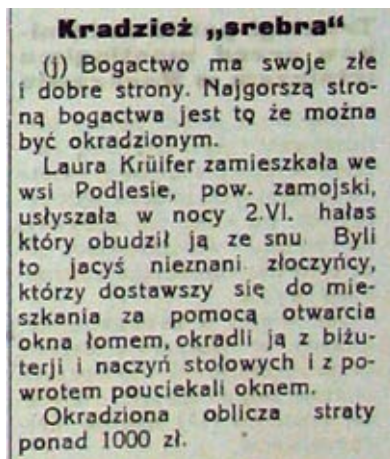 Kradzież „srebra“
(j) Bogactwo ma swoje złe
i dobre strony. Najgorszą stro-
ną bogactwa jest tę że można
być okradzionym.
Laura Krüifer zamieszkała we
wsi Podlesie, pow. zamojski,
usłyszała w nocy 2.VI. hałas
który obudził ją ze snu. Byli
to jacyś nieznani złoczyńcy,
którzy dostawszy się do mie-
szkania za pomocą otwarcia
okna łomem, okradli ją z biżu-
terji i naczyń stołowych i z po-
wrotem pouciekali oknem.
Okradziona oblicza straty
ponad 1000 zł.